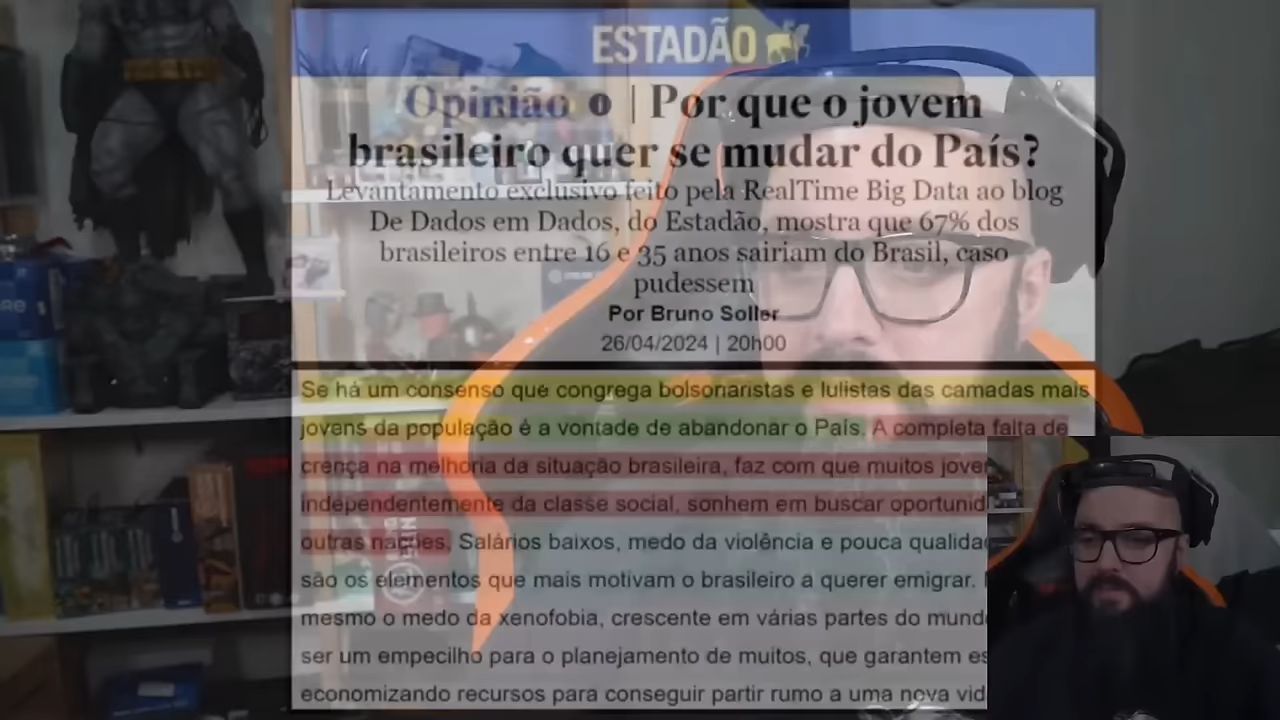 ESTADÃO
Opinião | Por que o jovem
brasileiro quer se mudar do País?
Levantamento exclusivo feito pela RealTime Big Data ao blog
De Dados em Dados, do Estadão, mostra que 67% dos
brasileiros entre 16 e 35 anos sairiam do Brasil, caso
pudessem
Por Bruno Soller
26/04/2024 | 20h00
Se há um consenso que congrega bolsonaristas e lulistas das camadas mais
jovens da população é a vontade de abandonar o País. A completa falta de
crença na melhoria da situação brasileira, faz com que muitos jover
independentemente da classe social, sonhem em buscar oportunid
outras nações. Salários baixos, medo da violência e pouca qualidad
são os elementos que mais motivam o brasileiro a querer emigrar.
mesmo o medo da xenofobia, crescente em várias partes do mund
ser um empecilho para o planejamento de muitos, que garantem es
economizando recursos para conseguir partir rumo a uma nova vid